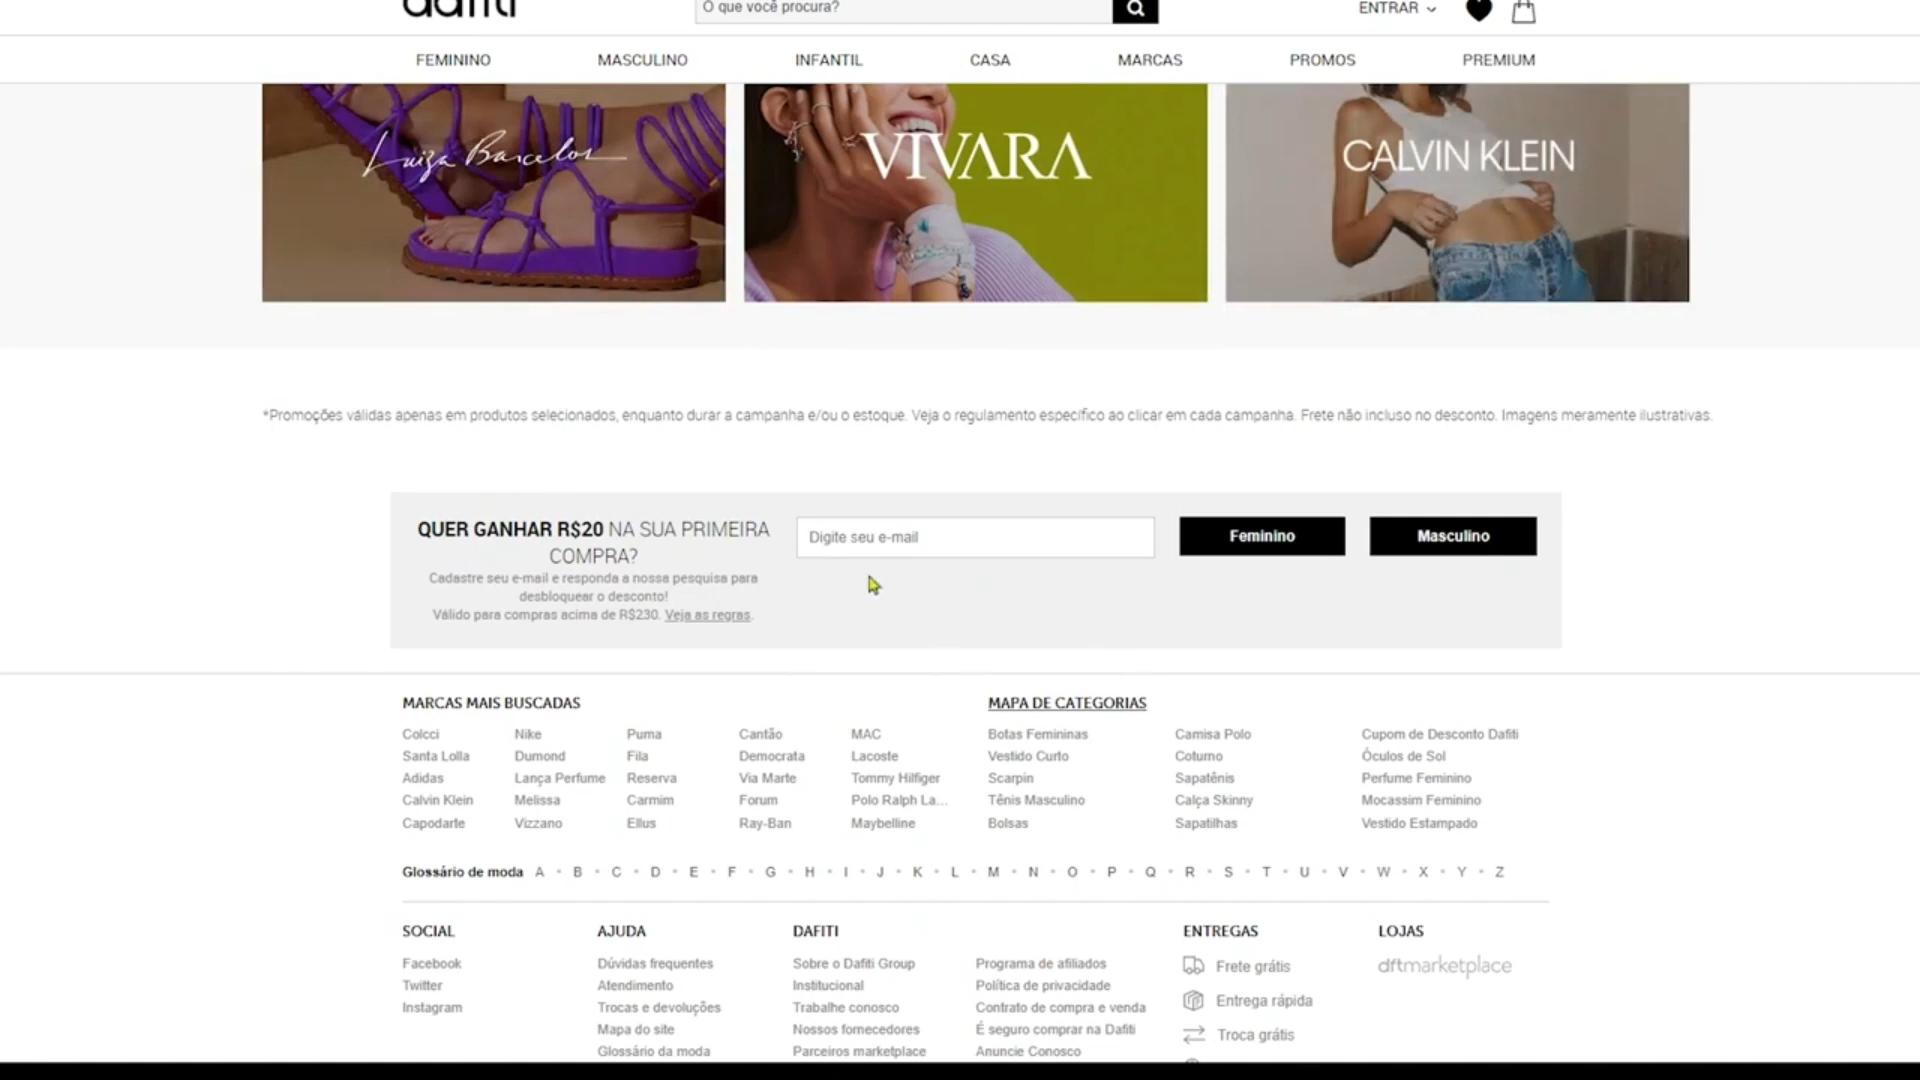 dafiti
O que você procura?
ENTRAR
FEMININO MASCULINO INFANTIL CASA MARCAS PROMOS PREMIUM
Luiza Barcelos
VIVARA
CALVIN KLEIN
*Promoções válidas apenas em produtos selecionados, enquanto durar a campanha e/ou o estoque. Veja o regulamento específico ao clicar em cada campanha. Frete não incluso no desconto. Imagens meramente ilustrativas.
QUER GANHAR R$20 NA SUA PRIMEIRA
COMPRA?
Cadastre seu e-mail e responda a nossa pesquisa para
desbloquear o desconto!
Válido para compras acima de R$230. Veja as regras.
Digite seu e-mail
Feminino
Masculino
MARCAS MAIS BUSCADAS
Colcci Nike Puma Cantão MAC
Santa Lolla Dumond Fila Democrata Lacoste
Adidas Lança Perfume Reserva Via Marte Tommy Hilfiger
Calvin Klein Melissa Carmim Forum Polo Ralph La...
Capodarte Vizzano Ellus Ray-Ban Maybelline
MAPA DE CATEGORIAS
Botas Femininas Camisa Polo Cupom de Desconto Dafiti
Vestido Curto Coturno Óculos de Sol
Scarpin Sapatênis Perfume Feminino
Tênis Masculino Calça Skinny Mocassim Feminino
Bolsas Sapatilhas Vestido Estampado
Glossário de moda A • B • C • D • E • F • G • H • I • J • K • L • M • N • O • P • Q • R • S • T • U • V • W • X • Y • Z
SOCIAL
Facebook
Twitter
Instagram
AJUDA
Dúvidas frequentes
Atendimento
Trocas e devoluções
Mapa do site
Glossário da moda
DAFITI
Sobre o Dafiti Group
Institucional
Trabalhe conosco
Nossos fornecedores
Parceiros marketplace
Programa de afiliados
Política de privacidade
Contrato de compra e venda
É seguro comprar na Dafiti
Anuncie Conosco
ENTREGAS
Frete grátis
Entrega rápida
Troca grátis
LOJAS
dftmarketplace